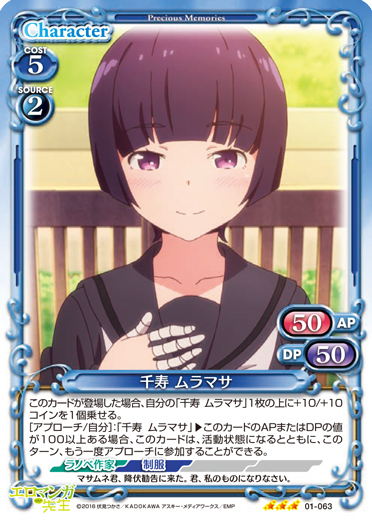 Precious Memories
Character
COST
5
SOURCE
2
50 AP
DP 50
千寿 ムラマサ
このカードが登場した場合、自分の「千寿 ムラマサ」1枚の上に+10/+10
コインを1個乗せる。
[アプローチ/自分]:「千寿 ムラマサ」▶このカードのAPまたはDPの値
が100以上ある場合、このカードは、活動状態になるとともに、この
ターン、もう一度アプローチに参加することができる。
ラノベ作家 制服
マサムネ君、降伏勧告に来た。君、私のものになりなさい。
エロマンガ先生
01-063
©2016 伏見つかさ/KADOKAWA アスキー・メディアワークス/EMP